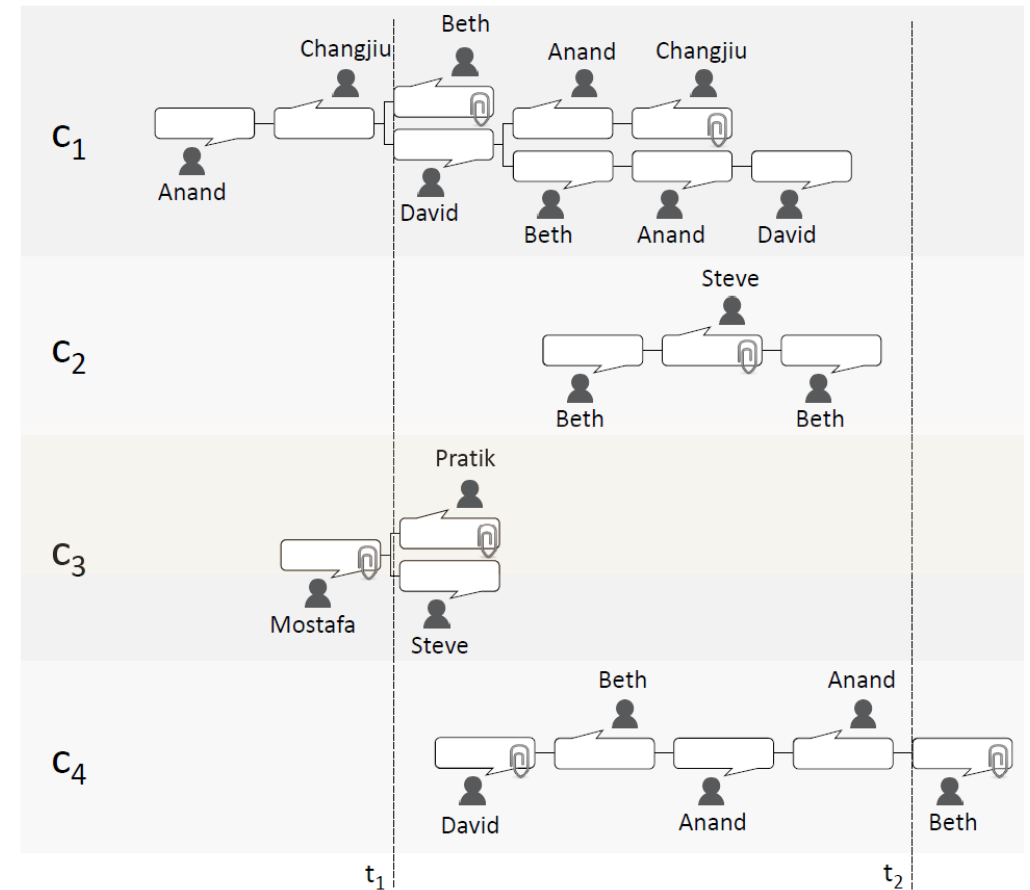 Beth
Changjiu
Anand
Changjiu
c1
Anand
David
Beth
Anand
David
Steve
c2
Beth
Beth
Pratik
c3
Mostafa
Steve
Beth
Anand
c4
David
Anand
Beth
t1
t2